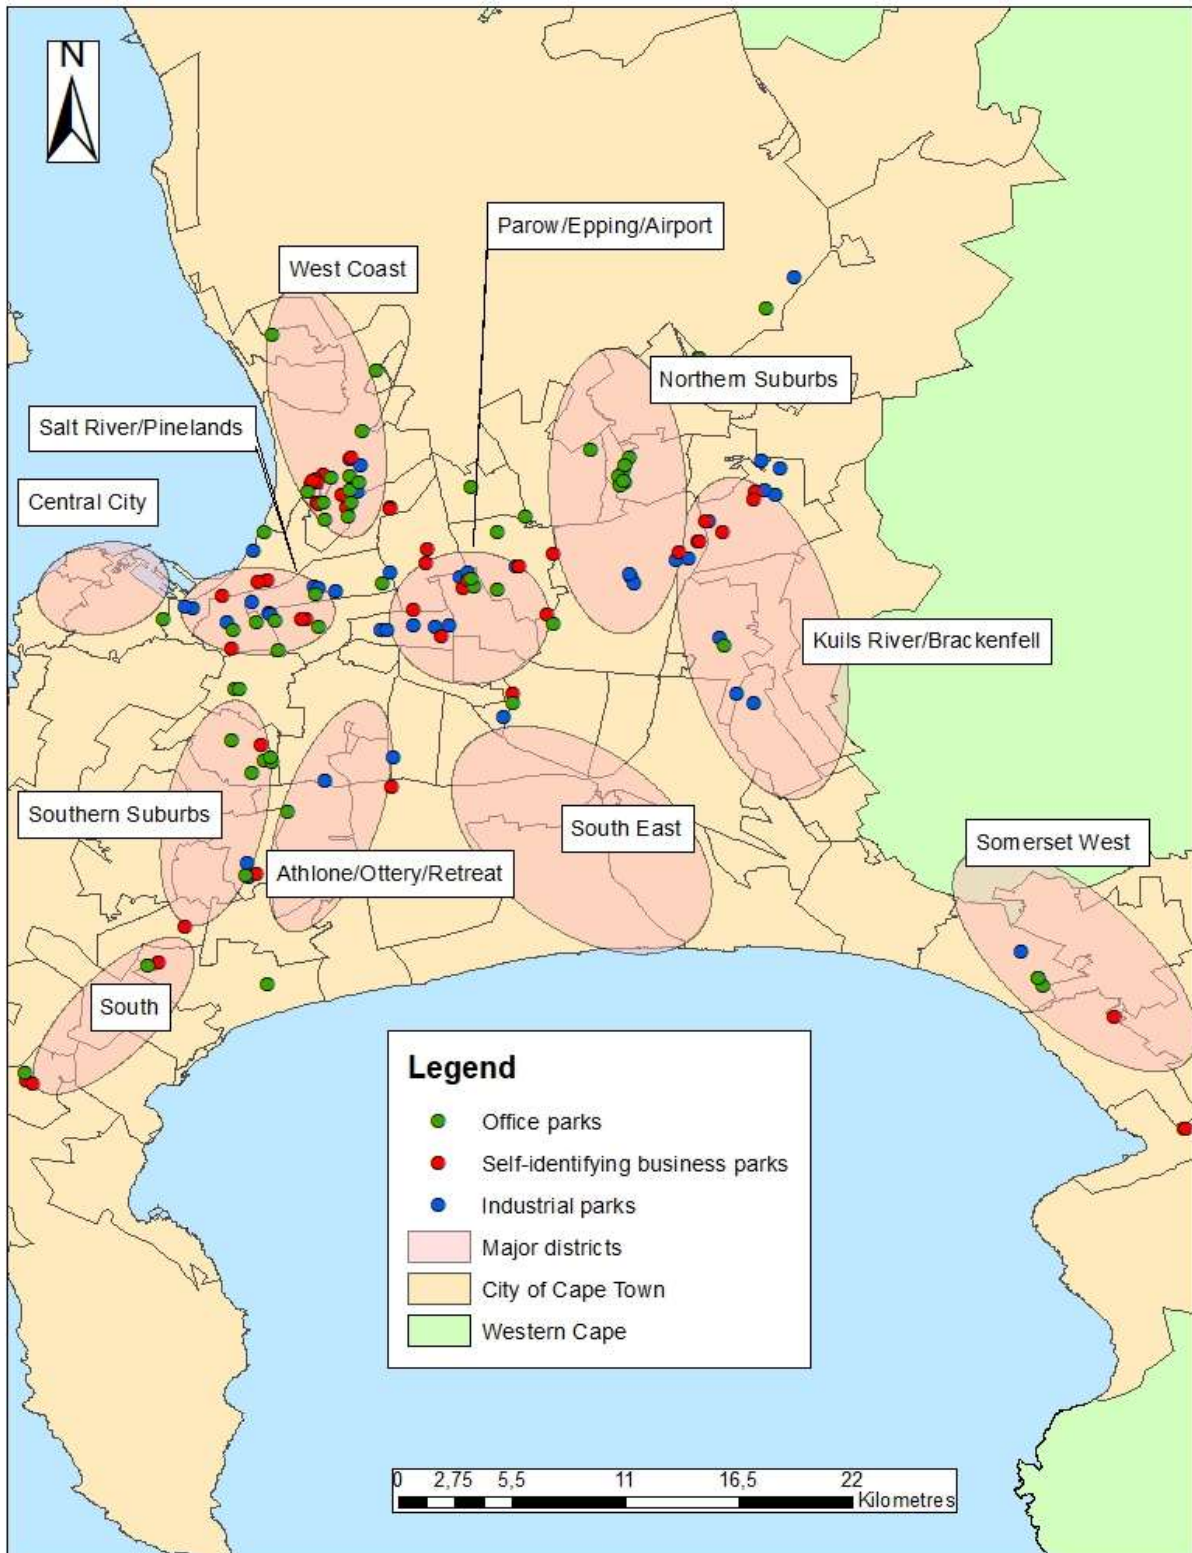 N
Parow/Epping/Airport
West Coast
Northern Suburbs
Salt River/Pinelands
Central City
Kuils River/Brackenfell
Southern Suburbs
South East
Somerset West
Athlone/Ottery/Retreat
South
Legend
Office parks
Self-identifying business parks
Industrial parks
Major districts
City of Cape Town
Western Cape
0 2,75 5,5 11 16,5 22
Kilometres